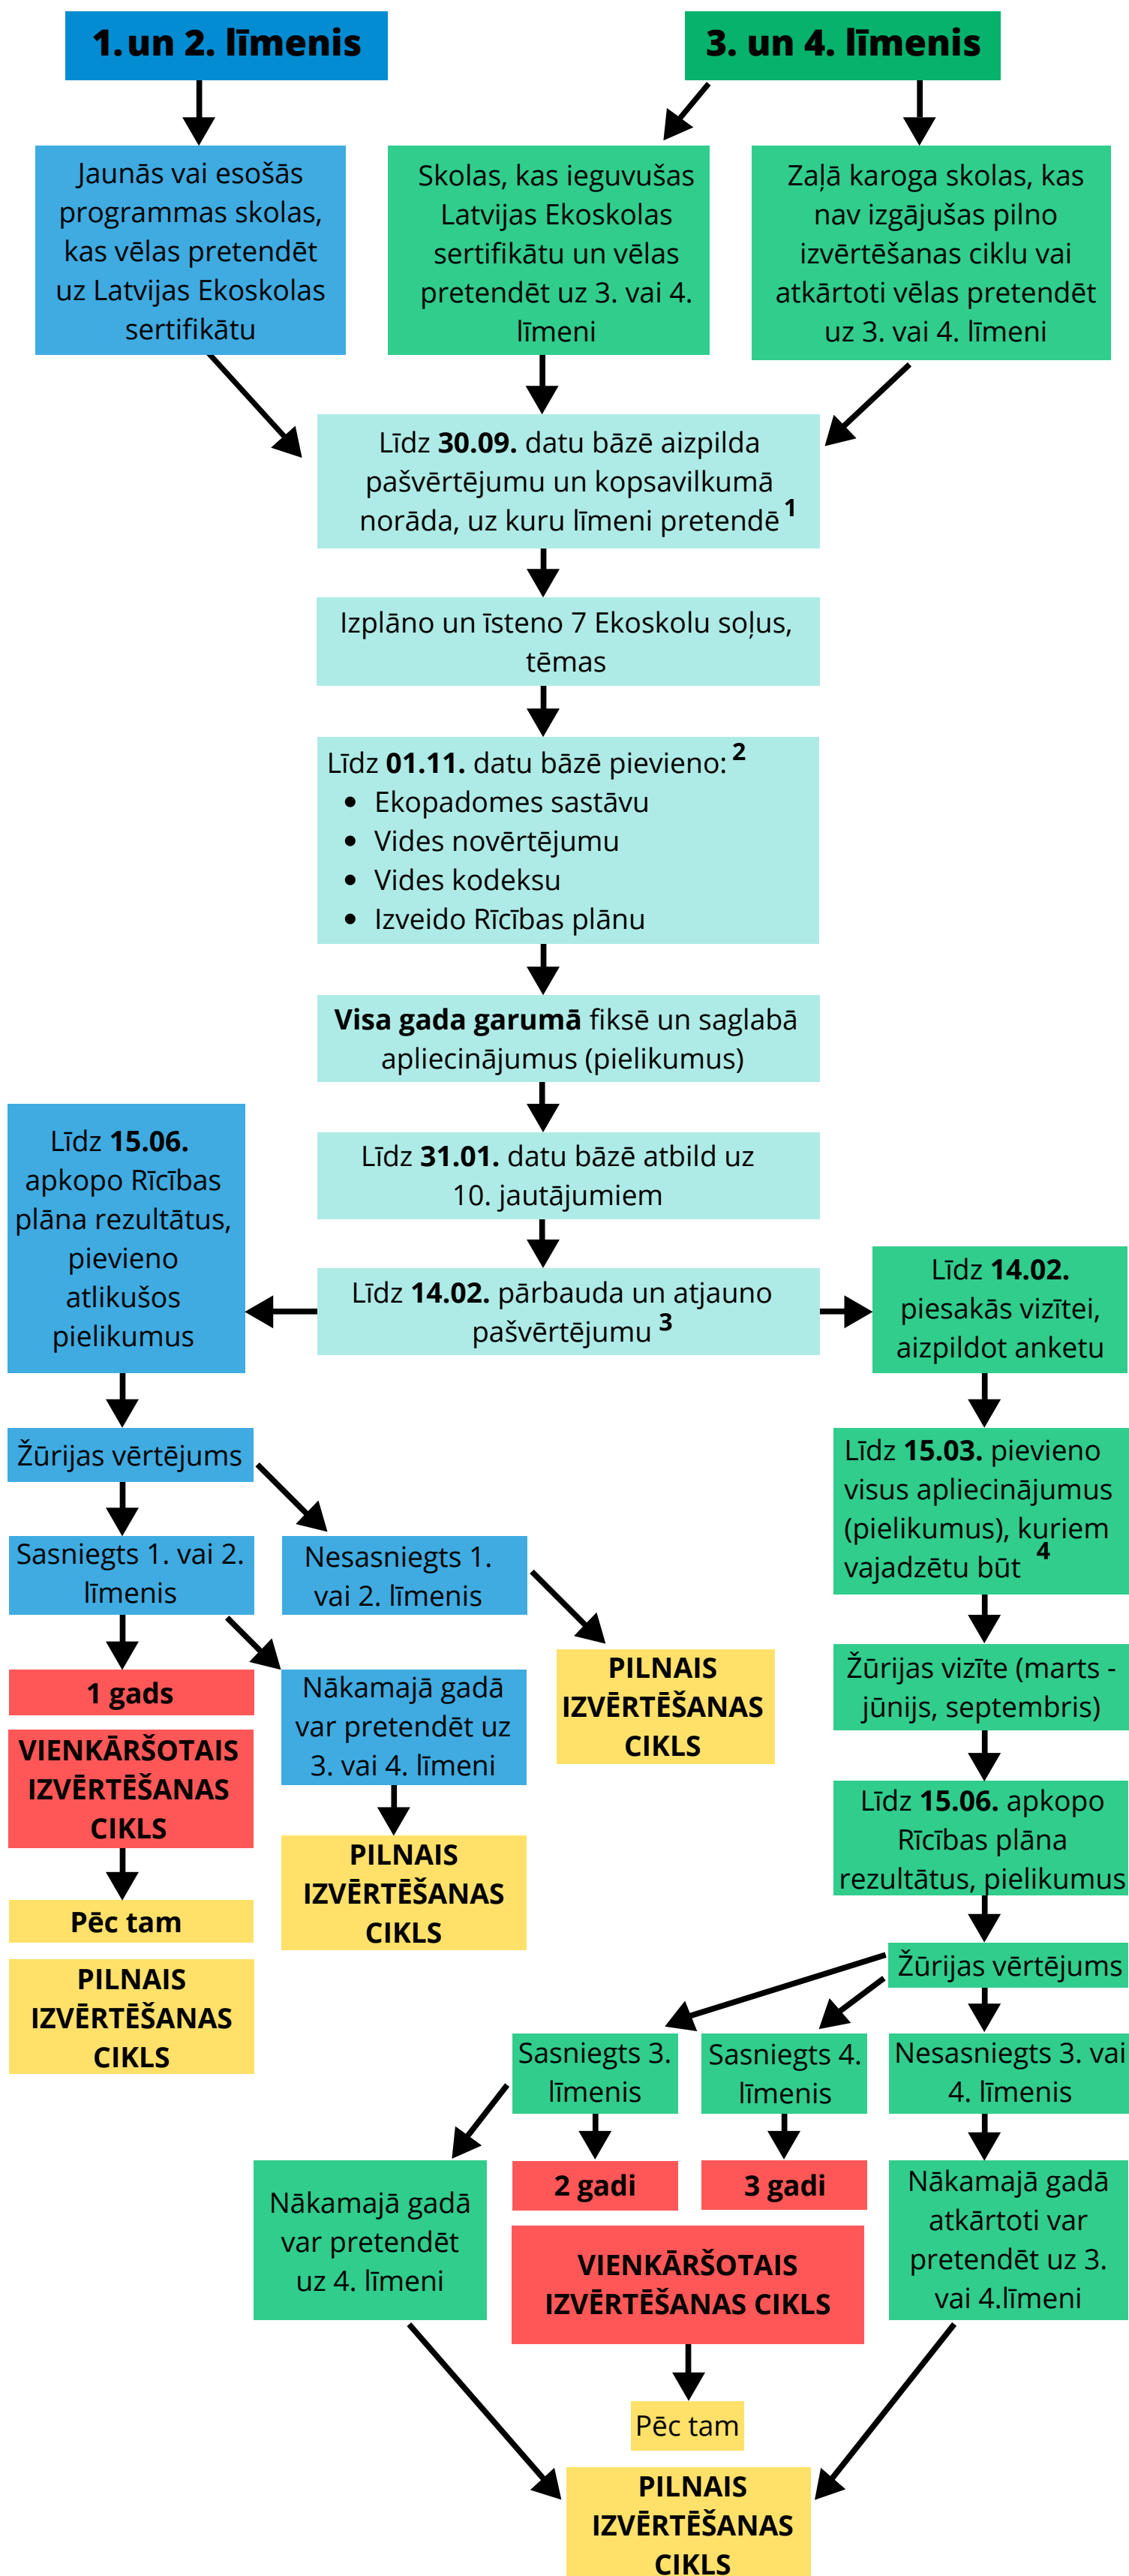 1. un 2. līmenis
3. un 4. līmenis
Jaunās vai esošās
programmas skolas,
kas vēlas pretendēt
uz Latvijas Ekoskolas
sertifikātu
Skolas, kas ieguvušas
Latvijas Ekoskolas
sertifikātu un vēlas
pretendēt uz 3. vai 4.
līmeni
Zaļā karoga skolas, kas
nav izgājušas pilno
izvērtēšanas ciklu vai
atkārtoti vēlas pretendēt
uz 3. vai 4. līmeni
Līdz 30.09. datu bāzē aizpilda
pašvērtējumu un kopsavilkumā
norāda, uz kuru līmeni pretendē 1
Izplāno un īsteno 7 Ekoskolu soļus,
tēmas
Līdz 01.11. datu bāzē pievieno: 2
• Ekopadomes sastāvu
• Vides novērtējumu
• Vides kodeksu
• Izveido Rīcības plānu
Visa gada garumā fiksē un saglabā
apliecinājumus (pielikumus)
Līdz 31.01. datu bāzē atbild uz
10. jautājumiem
Līdz 14.02. pārbauda un atjauno
pašvērtējumu 3
Līdz 15.06.
apkopo Rīcības
plāna rezultātus,
pievieno
atlikušos
pielikumus
Žūrijas vērtējums
Sasniegts 1. vai 2.
līmenis
Nesasniegts 1.
vai 2. līmenis
1 gads
VIENKĀRŠOTAIS
IZVĒRTĒŠANAS
CIKLS
Pēc tam
PILNAIS
IZVĒRTĒŠANAS
CIKLS
Nākamajā gadā
var pretendēt uz
3. vai 4. līmeni
PILNAIS
IZVĒRTĒŠANAS
CIKLS
PILNAIS
IZVĒRTĒŠANAS
CIKLS
Līdz 14.02.
piesakās vizītei,
aizpildot anketu
Līdz 15.03. pievieno
visus apliecinājumus
(pielikumus), kuriem
vajadzētu būt 4
Žūrijas vizīte (marts -
jūnijs, septembris)
Līdz 15.06. apkopo
Rīcības plāna
rezultātus, pielikumus
Žūrijas vērtējums
Sasniegts 3.
līmenis
Sasniegts 4.
līmenis
Nesasniegts 3. vai
4. līmenis
Nākamajā gadā
var pretendēt
uz 4. līmeni
2 gadi
3 gadi
VIENKĀRŠOTAIS
IZVĒRTĒŠANAS CIKLS
Nākamajā gadā
atkārtoti var
pretendēt uz 3.
vai 4.līmeni
Pēc tam
PILNAIS
IZVĒRTĒŠANAS
CIKLS